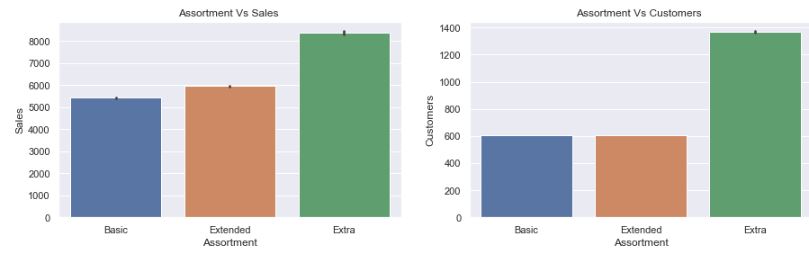 Assortment Vs Sales
8000
7000
6000
5000
4000
3000
2000
1000
0
Sales
Basic Extended Extra
Assortment
Assortment Vs Customers
1400
1200
1000
800
600
400
200
0
Customers
Basic Extended Extra
Assortment